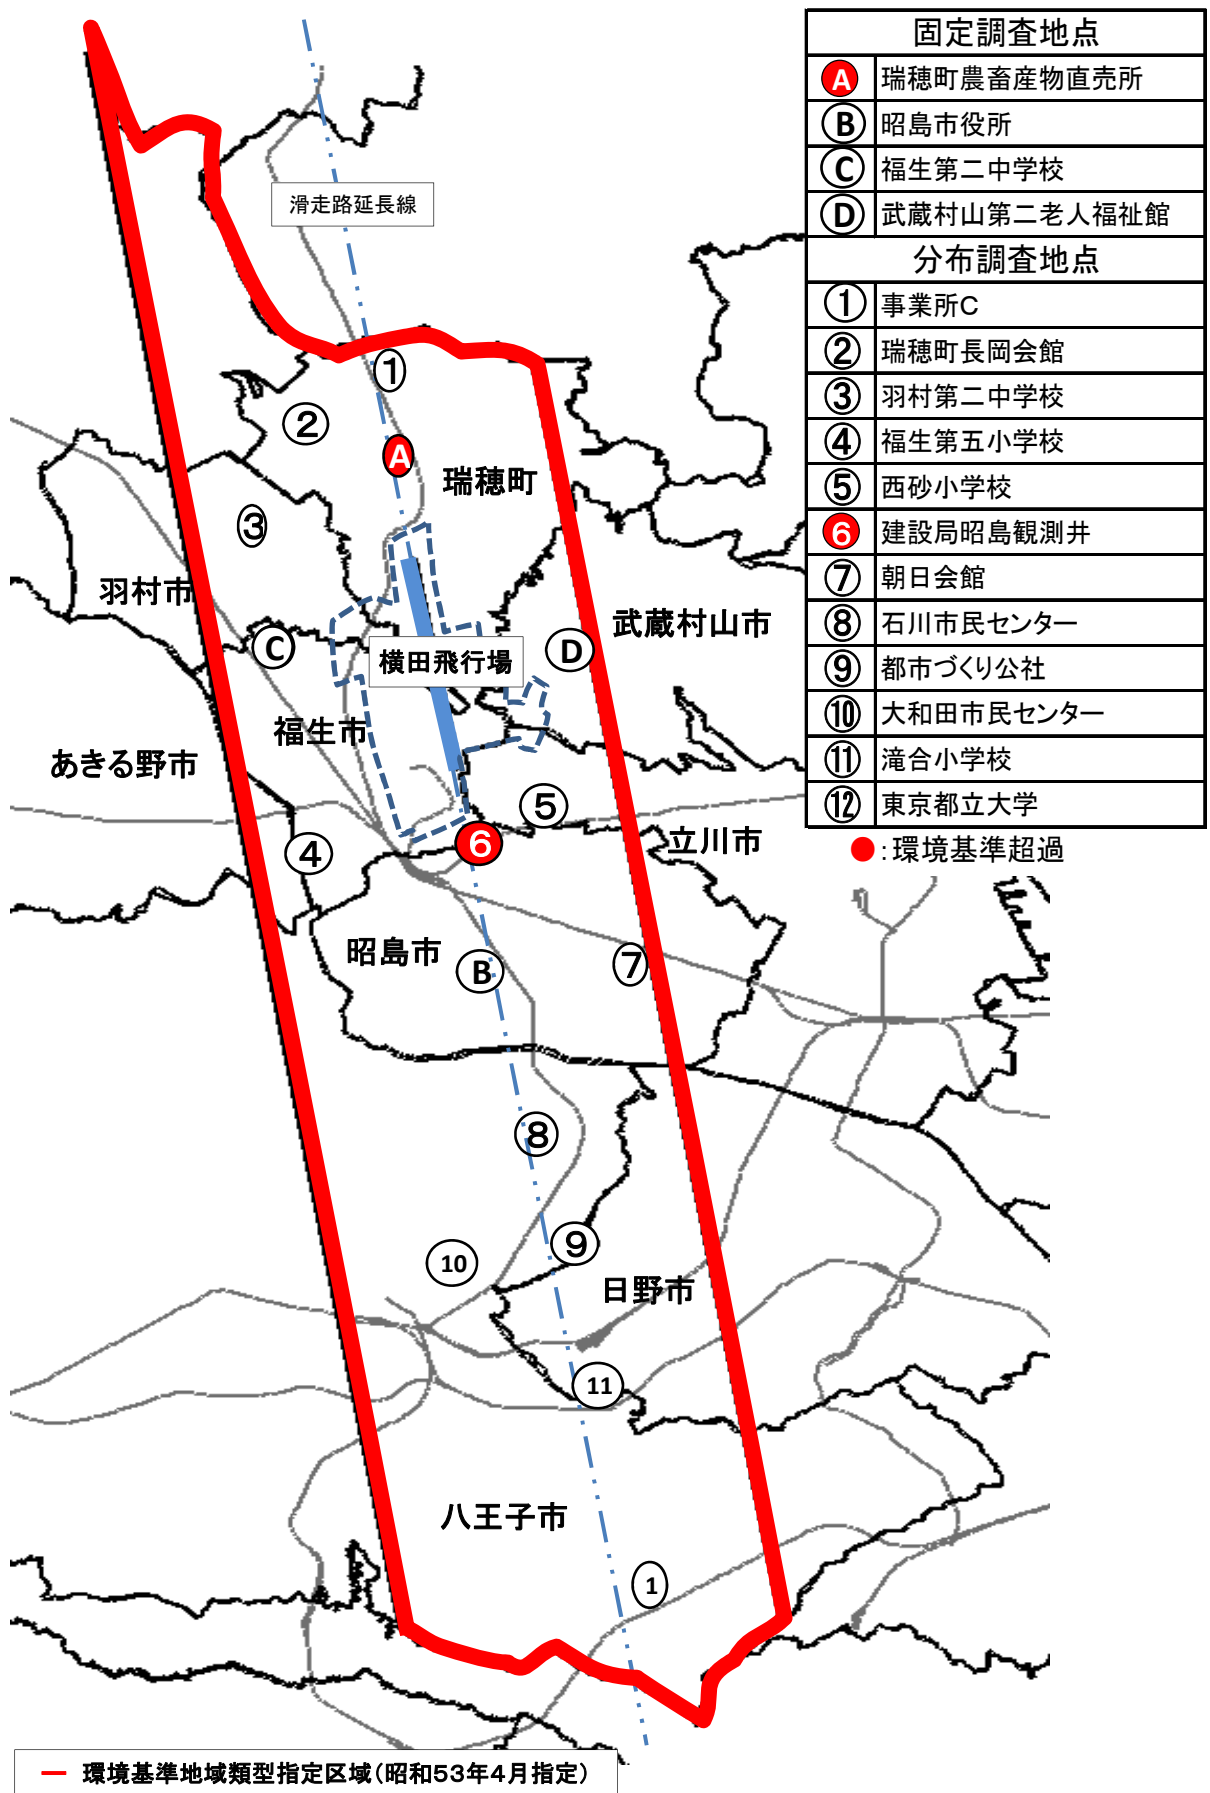 固定調査地点
A 瑞穂町農畜産物直売所
B 昭島市役所
C 福生第二中学校
D 武蔵村山第二老人福祉館
分布調査地点
① 事業所C
② 瑞穂町長岡会館
③ 羽村第二中学校
④ 福生第五小学校
⑤ 西砂小学校
⑥ 建設局昭島観測井
⑦ 朝日会館
⑧ 石川市民センター
⑨ 都市づくり公社
⑩ 大和田市民センター
⑪ 滝合小学校
⑫ 東京都立大学
●:環境基準超過
滑走路延長線
①
②
A
瑞穂町
③
羽村市
武蔵村山市
C
D
横田飛行場
福生市
あきる野市
⑤
立川市
⑥
④
昭島市
B
⑦
⑧
⑨
10
日野市
11
八王子市
1
― 環境基準地域類型指定区域(昭和53年4月指定)